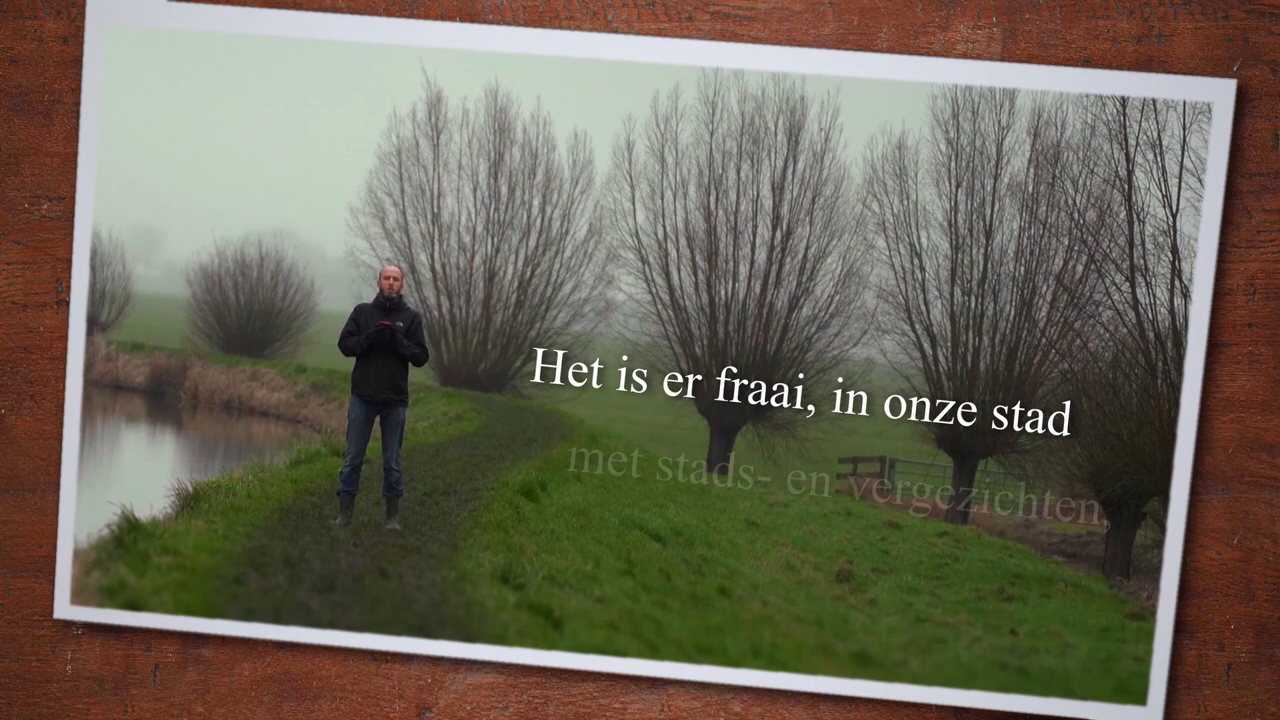 Het is er fraai, in onze stad
met stads- en vergezichten